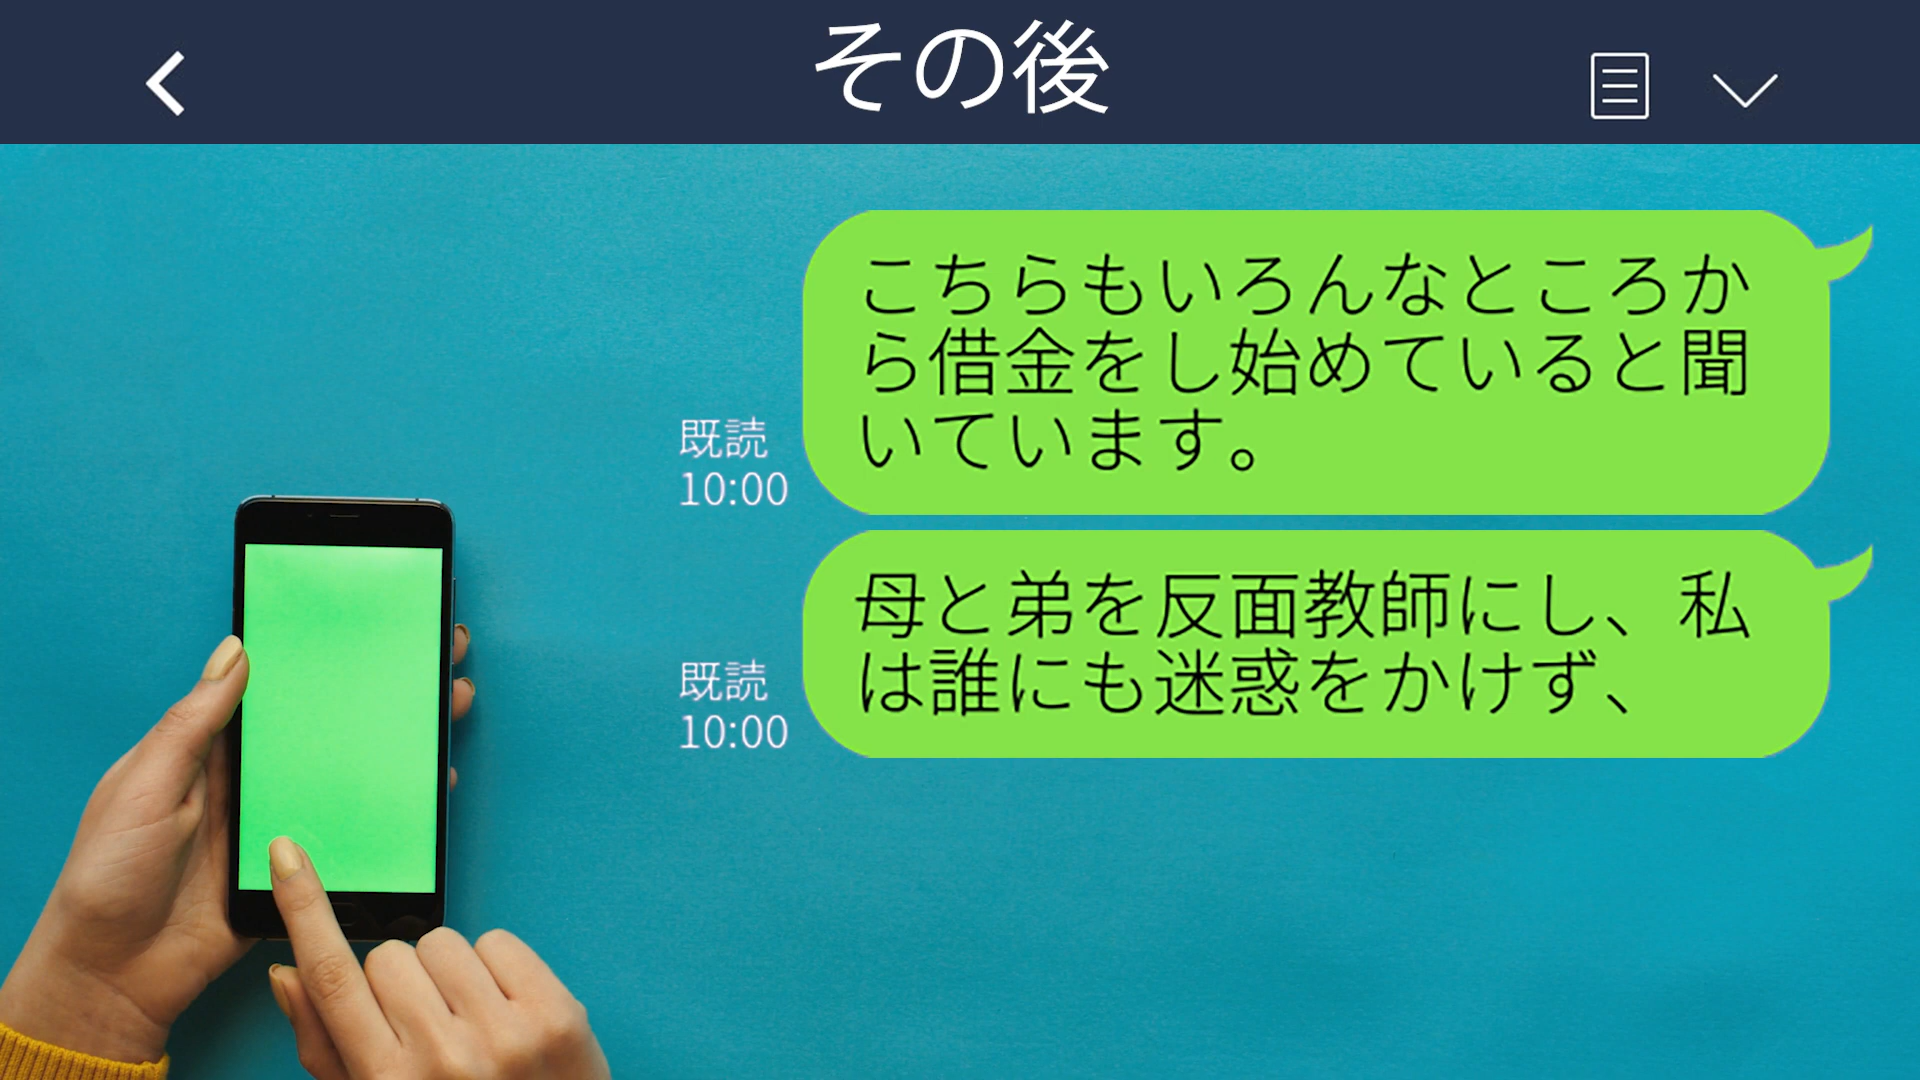 その後
こちらもいろんなところか
ら借金をし始めていると聞
いています。
既読
10:00
母と弟を反面教師にし、私
は誰にも迷惑をかけず、
既読
10:00